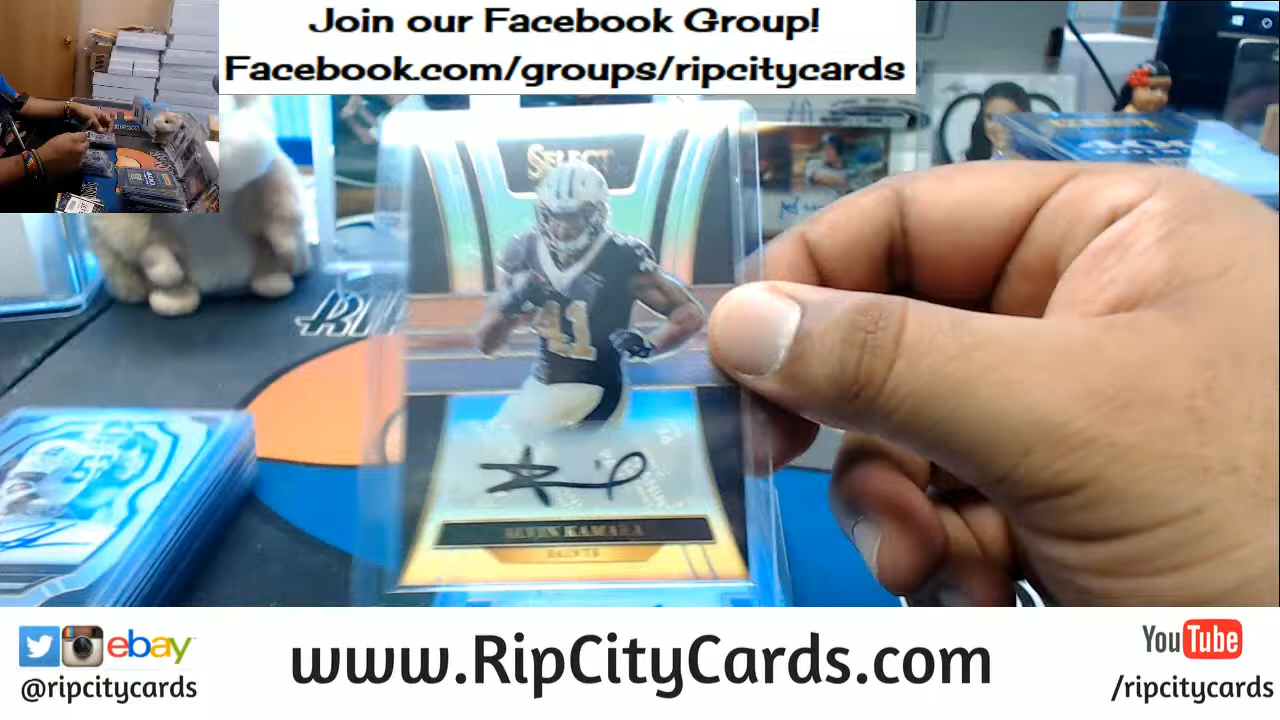 Join our Facebook Group!
Facebook.com/groups/ripcitycards
SELECT
41
ALVIN KAMARA
SAINTS
ebay
@ripcitycards
www.RipCityCards.com
YouTube
/ripcitycards